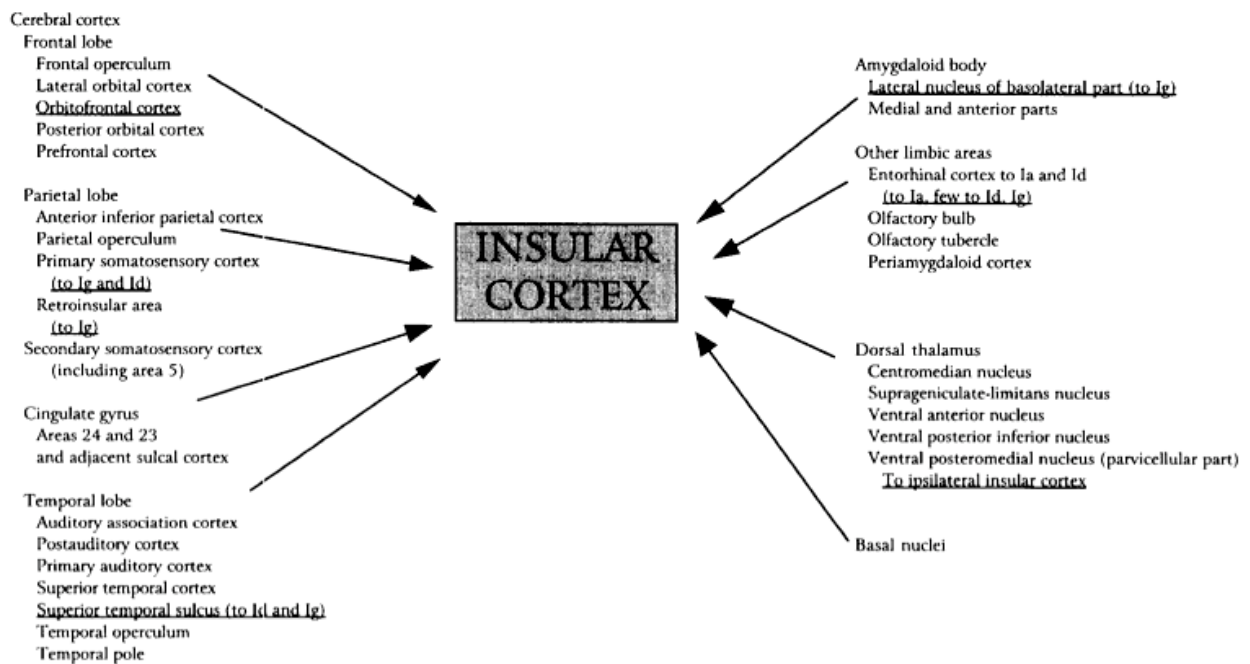 Cerebral cortex
Frontal lobe
Frontal operculum
Lateral orbital cortex
Orbitofrontal cortex
Posterior orbital cortex
Prefrontal cortex
Parietal lobe
Anterior inferior parietal cortex
Parietal operculum
Primary somatosensory cortex
(to Ig and Id)
Retroinsular area
(to Ig)
Secondary somatosensory cortex
(including area 5)
Cingulate gyrus
Areas 24 and 23
and adjacent sulcal cortex
Temporal lobe
Auditory association cortex
Postauditory cortex
Primary auditory cortex
Superior temporal cortex
Superior temporal sulcus (to Id and Ig)
Temporal operculum
Temporal pole
INSULAR
CORTEX
Amygdaloid body
Lateral nucleus of basolateral part (to Ig)
Medial and anterior parts
Other limbic areas
Entorhinal cortex to Ia and Id
(to Ia, few to Id, Ig)
Olfactory bulb
Olfactory tubercle
Periamygdaloid cortex
Dorsal thalamus
Centromedian nucleus
Suprageniculate-limitans nucleus
Ventral anterior nucleus
Ventral posterior inferior nucleus
Ventral posteromedial nucleus (parvicellular part)
To ipsilateral insular cortex
Basal nuclei